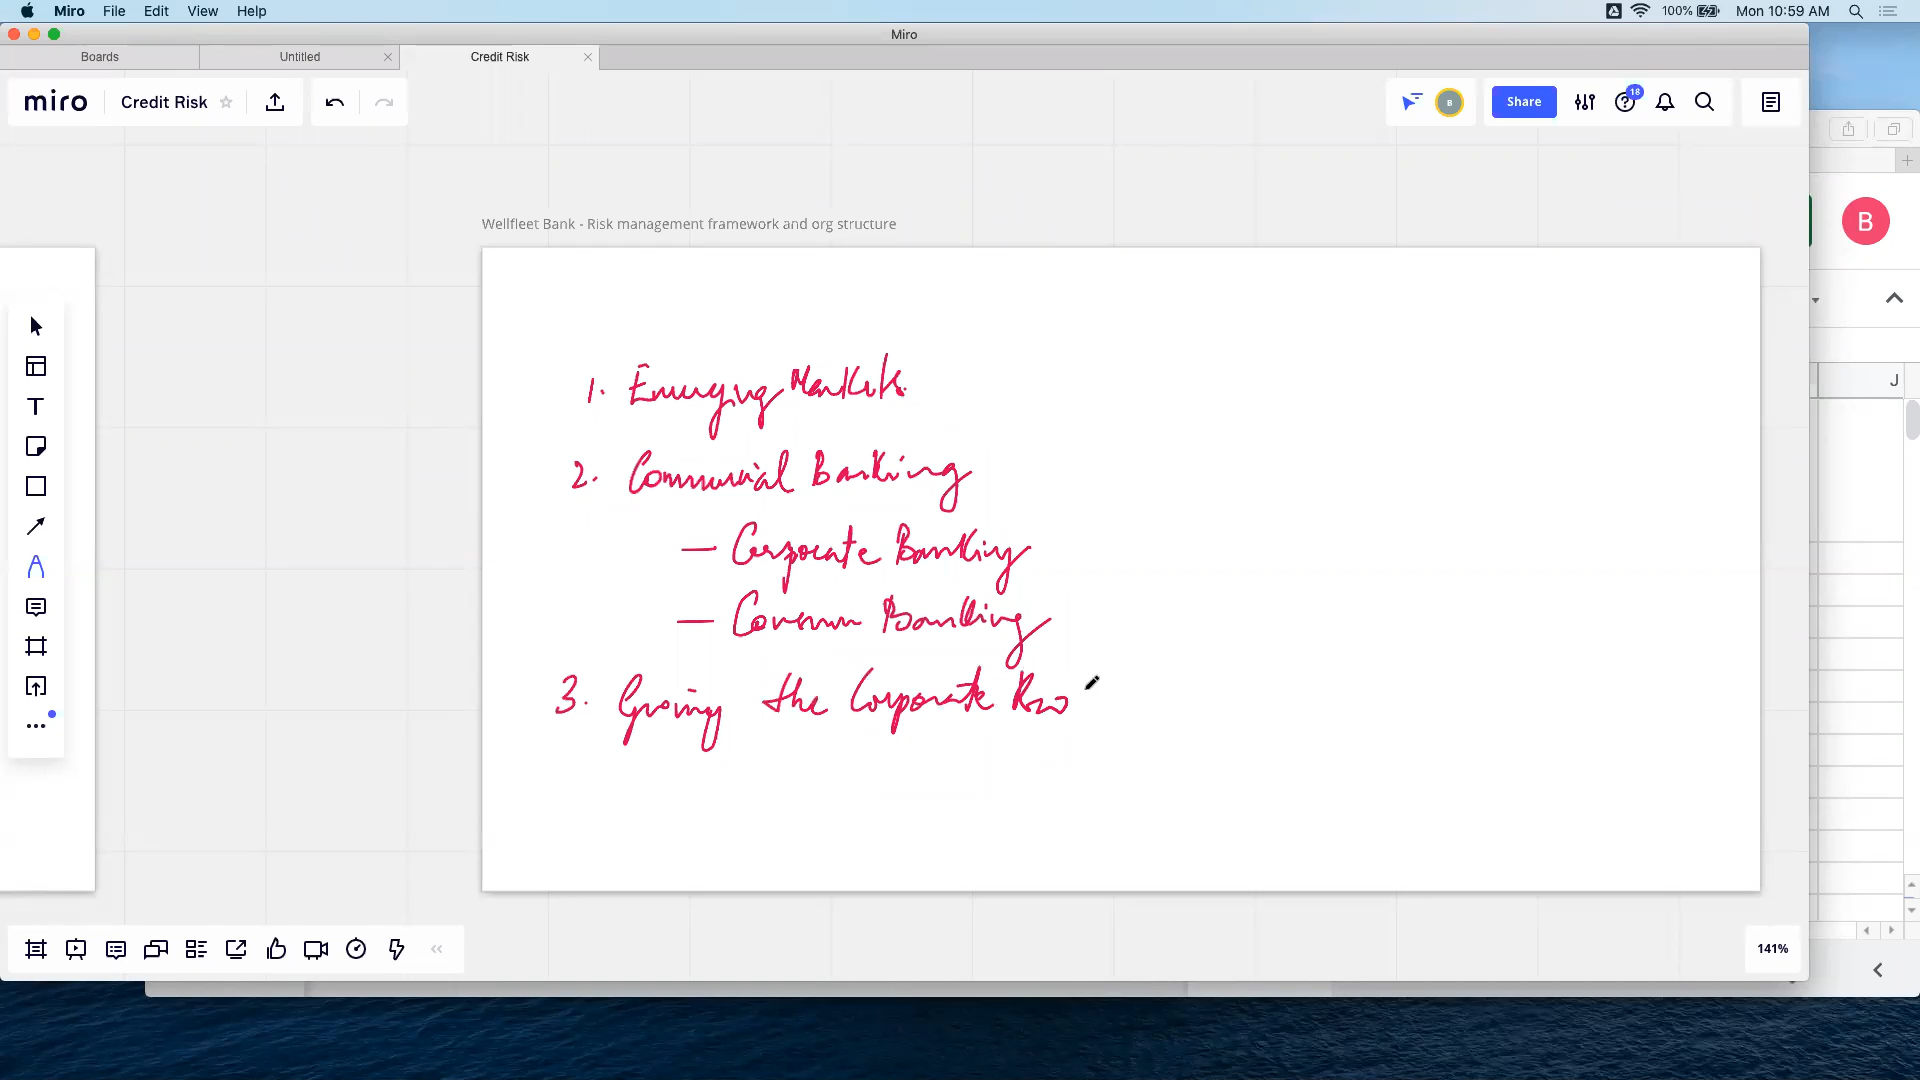 Miro File Edit View Help 100% Mon 10:59 AM
Miro
Boards Untitled Credit Risk
miro Credit Risk B Share 18
B
J
Wellfleet Bank - Risk management framework and org structure
1. Emerging Markets.
2. Commercial Banking
— Corporate Banking
— Consumer Banking
3. Growing the Corporate
141%